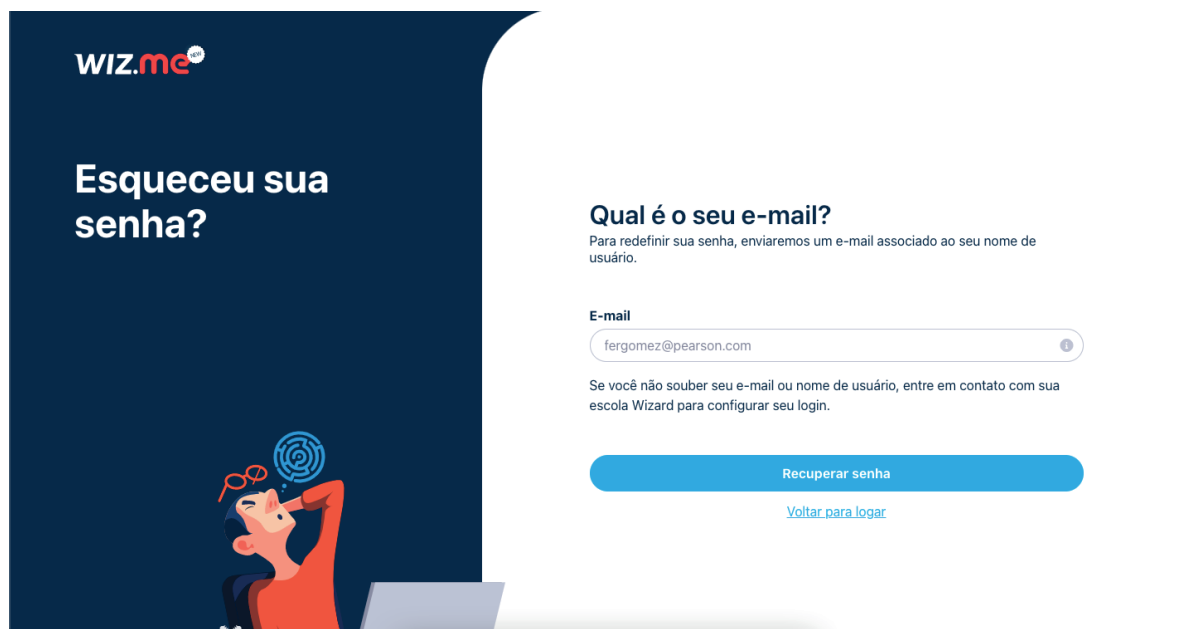 WIZ.me NEW
Esqueceu sua
senha?
Qual é o seu e-mail?
Para redefinir sua senha, enviaremos um e-mail associado ao seu nome de
usuário.
E-mail
fergomez@pearson.com
Se você não souber seu e-mail ou nome de usuário, entre em contato com sua
escola Wizard para configurar seu login.
Recuperar senha
Voltar para logar